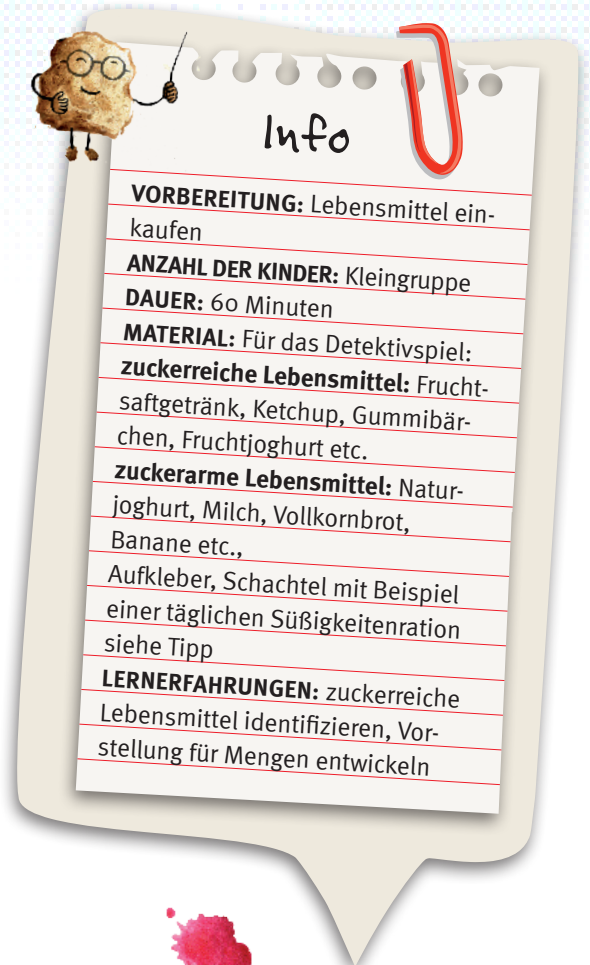 Info
VORBEREITUNG: Lebensmittel ein-
kaufen
ANZAHL DER KINDER: Kleingruppe
DAUER: 60 Minuten
MATERIAL: Für das Detektivspiel:
zuckerreiche Lebensmittel: Frucht-
saftgetränk, Ketchup, Gummibär-
chen, Fruchtjoghurt etc.
zuckerarme Lebensmittel: Natur-
joghurt, Milch, Vollkornbrot,
Banane etc.,
Aufkleber, Schachtel mit Beispiel
einer täglichen Süßigkeitenration
siehe Tipp
LERNERFAHRUNGEN: zuckerreiche
Lebensmittel identifizieren, Vor-
stellung für Mengen entwickeln